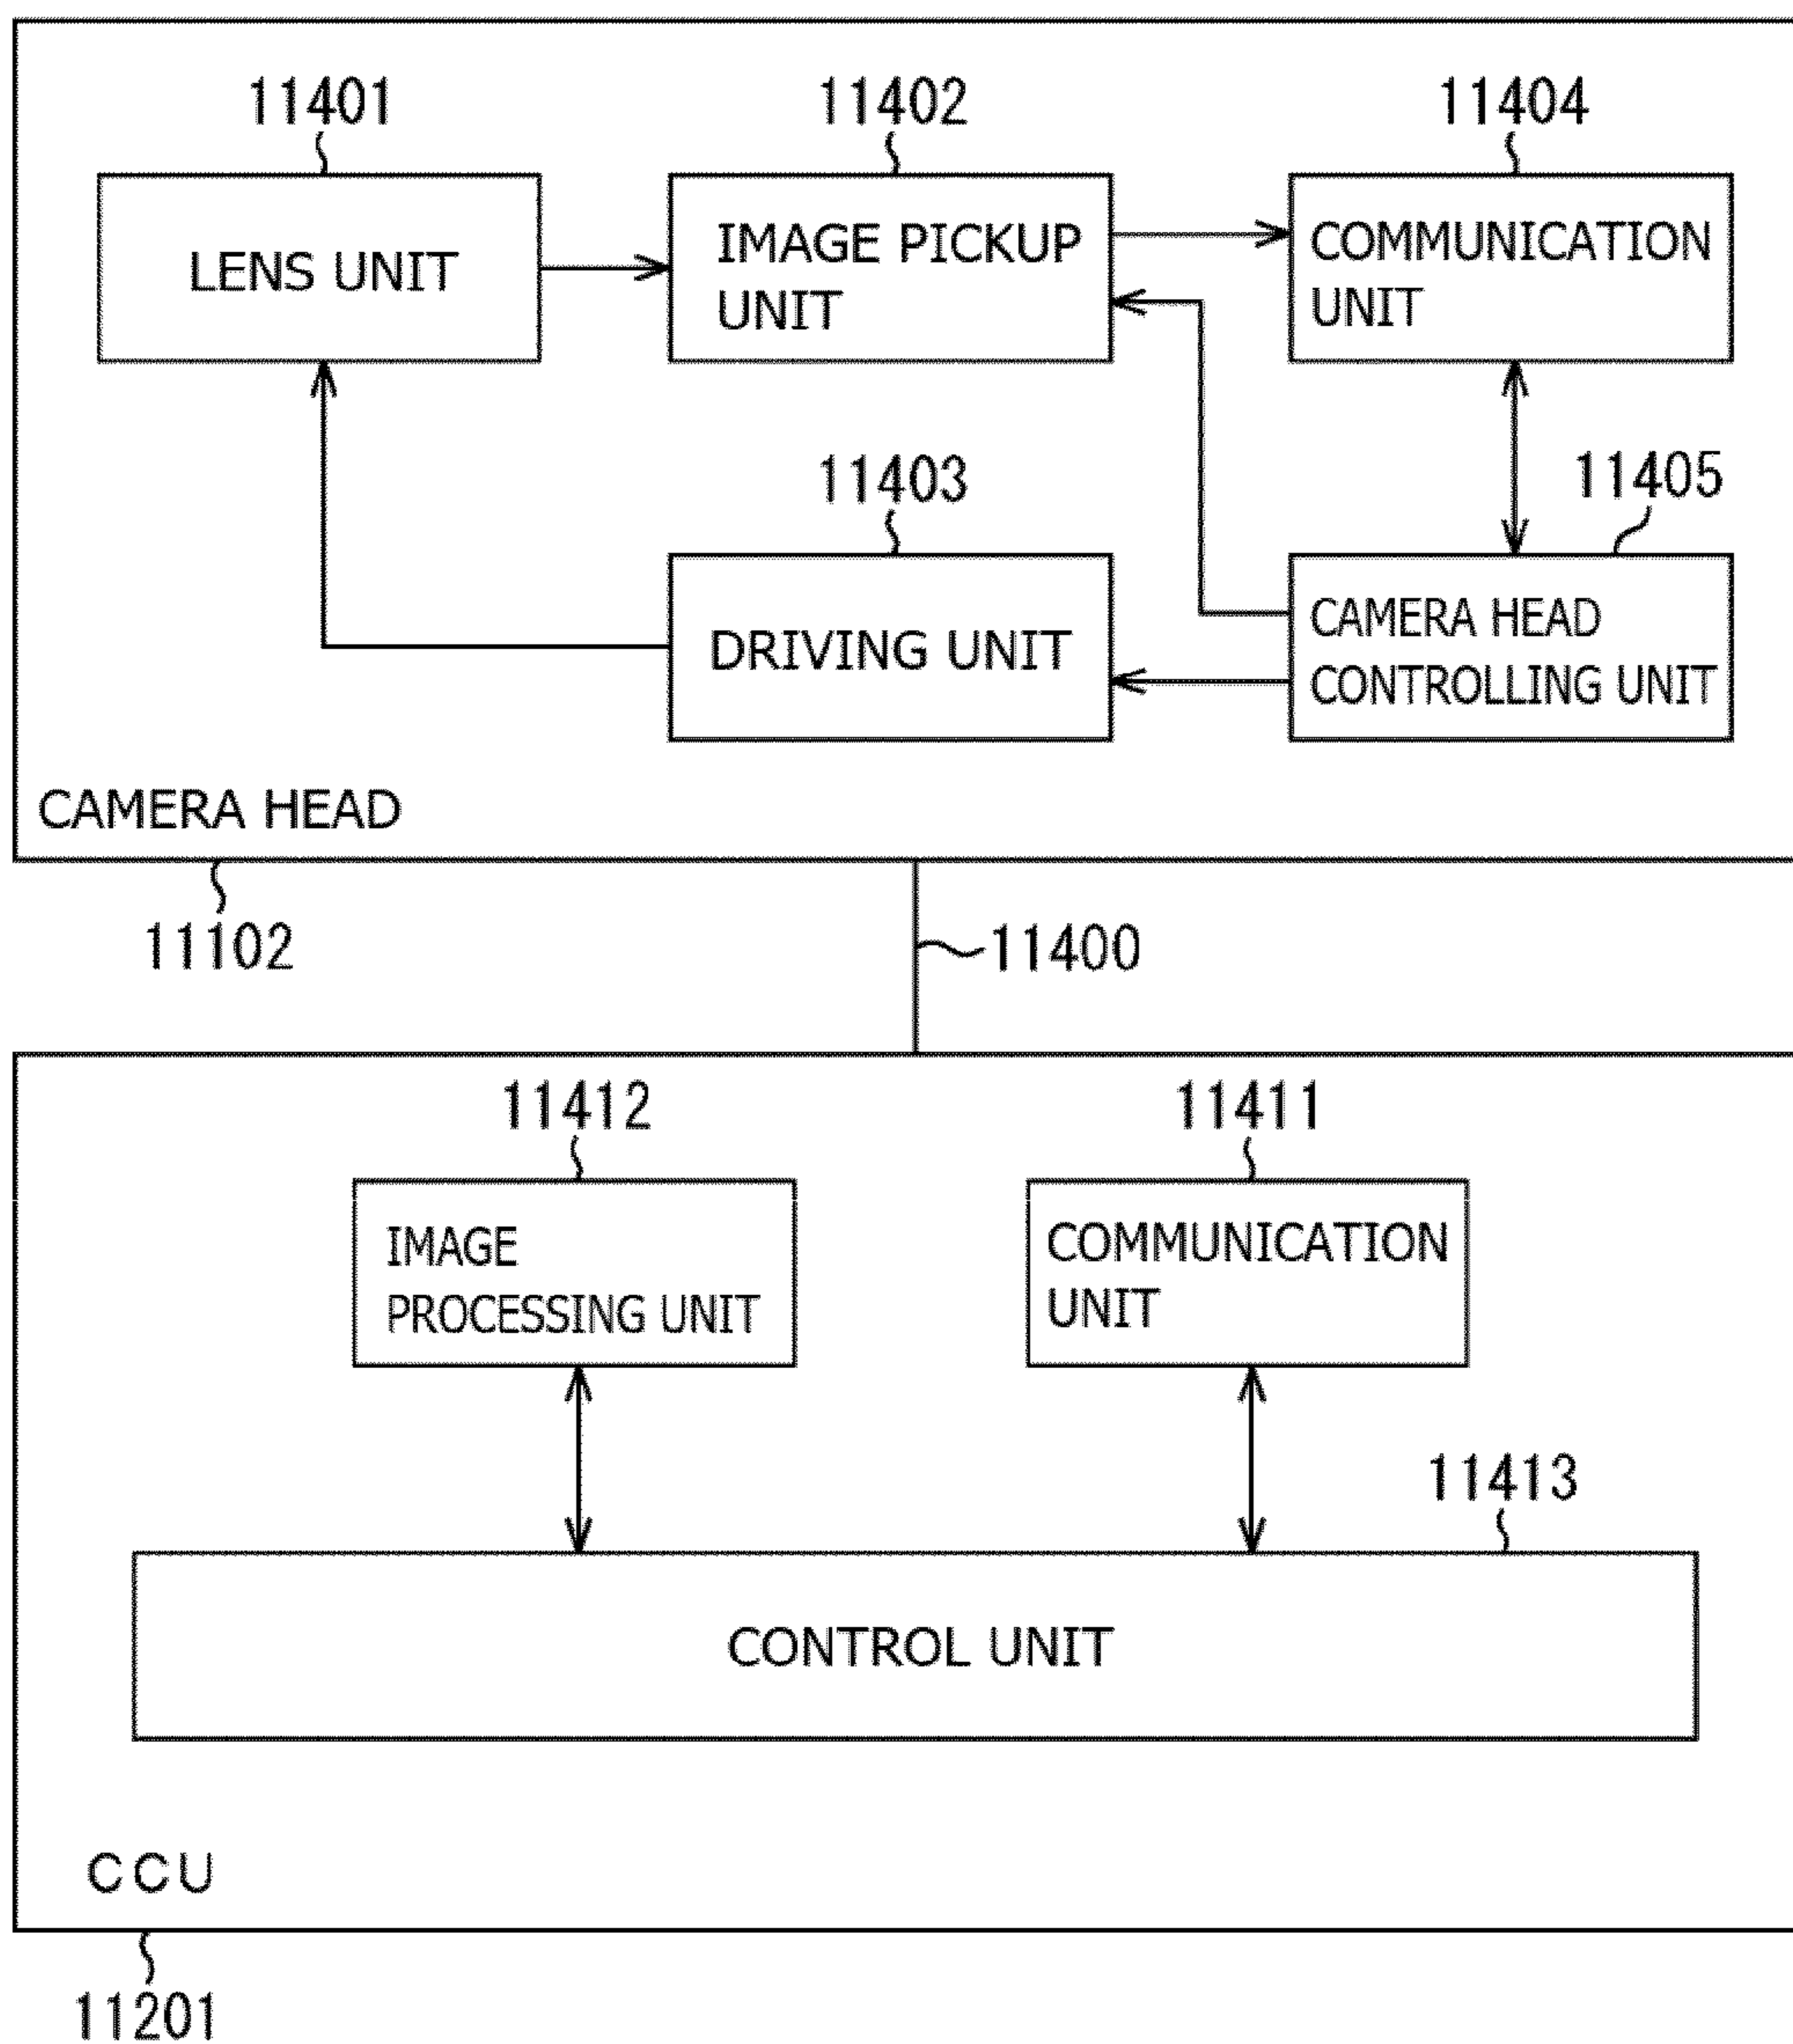 11401
11402
11404
LENS UNIT
IMAGE PICKUP
UNIT
COMMUNICATION
UNIT
11403
11405
DRIVING UNIT
CAMERA HEAD
CONTROLLING UNIT
CAMERA HEAD
11102
11400
11412
11411
IMAGE
PROCESSING UNIT
COMMUNICATION
UNIT
11413
CONTROL UNIT
CCU
11201